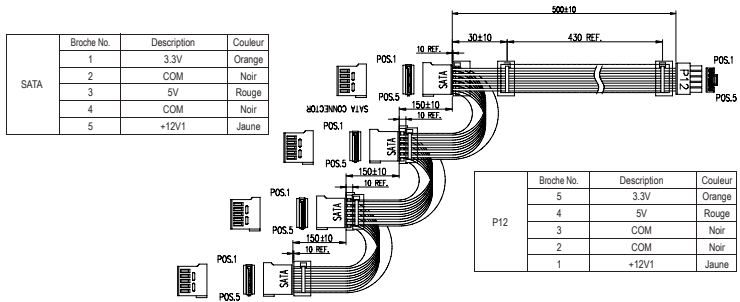 500±10
30±10
430 REF.
10 REF.
POS.1
SATA
P12
POS.5
POS.5
SATA CONNECTOR
150±10
10 REF.
POS.1
SATA
POS.5
150±10
10 REF.
POS.1
SATA
POS.5
150±10
10 REF.
POS.1
SATA
POS.5
Broche No. Description Couleur
SATA
1 3.3V Orange
2 COM Noir
3 5V Rouge
4 COM Noir
5 +12V1 Jaune
POS.1
Broche No. Description Couleur
P12
5 3.3V Orange
4 5V Rouge
3 COM Noir
2 COM Noir
1 +12V1 Jaune